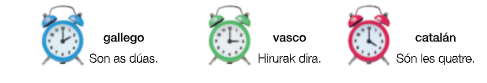 gallego
Son as dúas.
vasco
Hirurak dira.
catalán
Són les quatre.